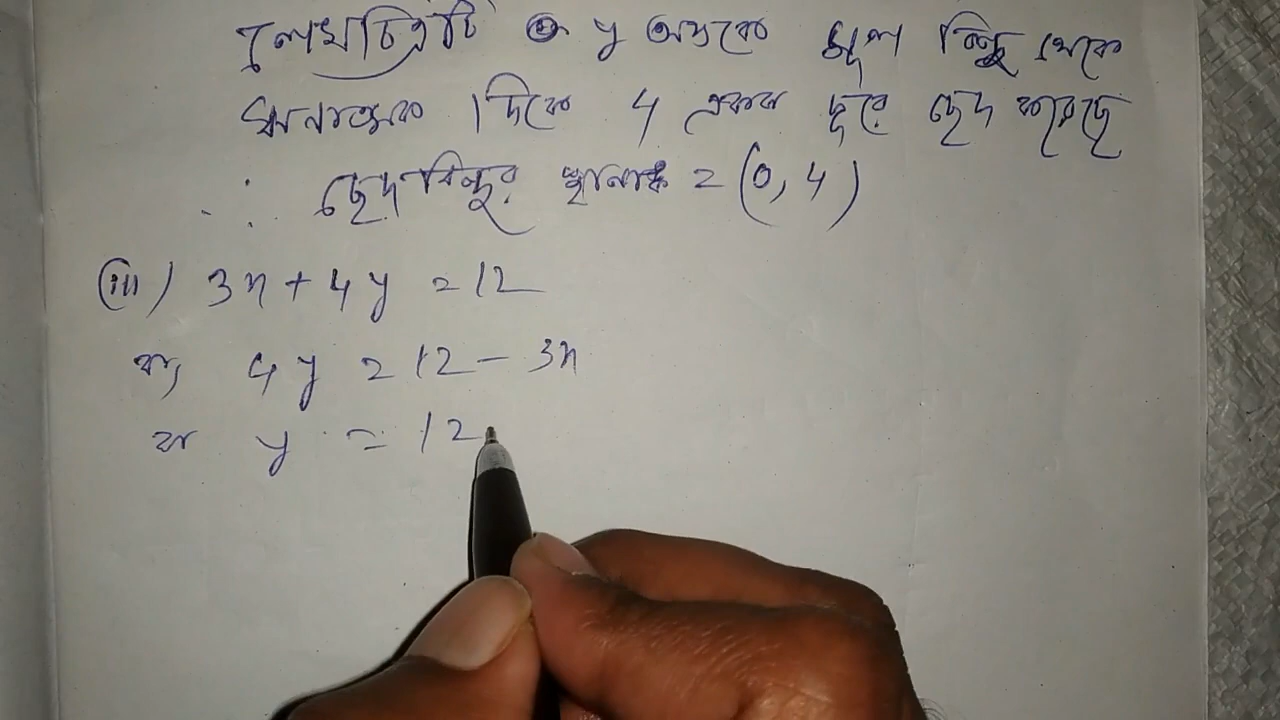 লেখচিত্রটি y অক্ষকে মূল বিন্দু থেকে
ধনাত্মক দিকে 4 একক দূরে ছেদ করেছে
∴ ছেদবিন্দুর স্থানাঙ্ক = (0, 4)
(iii) 3x + 4y = 12
বা, 4y = 12 - 3x
বা y = 12